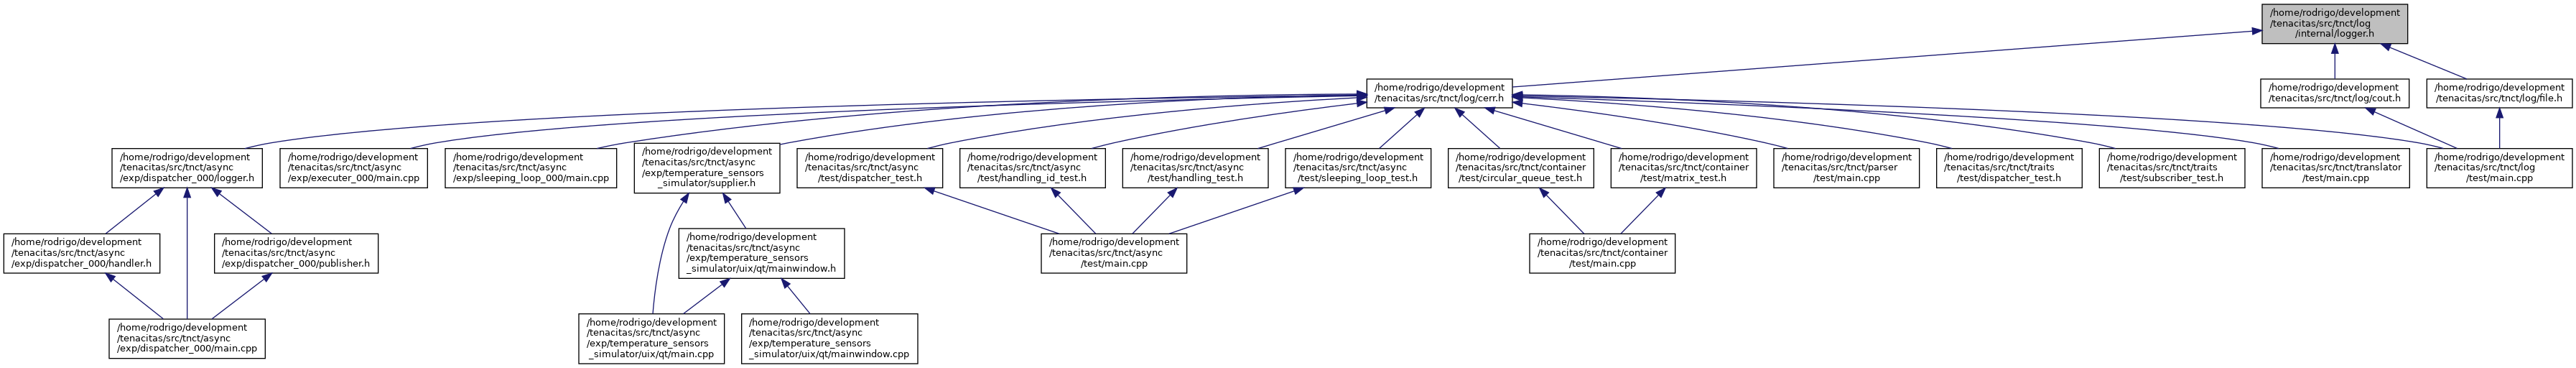 /home/rodrigo/development
/tenacitas/src/tnct/log
/internal/logger.h
/home/rodrigo/development
/tenacitas/src/tnct/log/cerr.h
/home/rodrigo/development
/tenacitas/src/tnct/log/cout.h
/home/rodrigo/development
/tenacitas/src/tnct/log/file.h
/home/rodrigo/development
/tenacitas/src/tnct/async
/exp/dispatcher_000/logger.h
/home/rodrigo/development
/tenacitas/src/tnct/async
/exp/executer_000/main.cpp
/home/rodrigo/development
/tenacitas/src/tnct/async
/exp/sleeping_loop_000/main.cpp
/home/rodrigo/development
/tenacitas/src/tnct/async
/exp/temperature_sensors
_simulator/supplier.h
/home/rodrigo/development
/tenacitas/src/tnct/async
/test/dispatcher_test.h
/home/rodrigo/development
/tenacitas/src/tnct/async
/test/handling_id_test.h
/home/rodrigo/development
/tenacitas/src/tnct/async
/test/handling_test.h
/home/rodrigo/development
/tenacitas/src/tnct/async
/test/sleeping_loop_test.h
/home/rodrigo/development
/tenacitas/src/tnct/container
/test/circular_queue_test.h
/home/rodrigo/development
/tenacitas/src/tnct/container
/test/matrix_test.h
/home/rodrigo/development
/tenacitas/src/tnct/parser
/test/main.cpp
/home/rodrigo/development
/tenacitas/src/tnct/traits
/test/dispatcher_test.h
/home/rodrigo/development
/tenacitas/src/tnct/traits
/test/subscriber_test.h
/home/rodrigo/development
/tenacitas/src/tnct/translator
/test/main.cpp
/home/rodrigo/development
/tenacitas/src/tnct/log
/test/main.cpp
/home/rodrigo/development
/tenacitas/src/tnct/async
/exp/dispatcher_000/handler.h
/home/rodrigo/development
/tenacitas/src/tnct/async
/exp/dispatcher_000/publisher.h
/home/rodrigo/development
/tenacitas/src/tnct/async
/exp/temperature_sensors
_simulator/uix/qt/mainwindow.h
/home/rodrigo/development
/tenacitas/src/tnct/async
/test/main.cpp
/home/rodrigo/development
/tenacitas/src/tnct/container
/test/main.cpp
/home/rodrigo/development
/tenacitas/src/tnct/async
/exp/dispatcher_000/main.cpp
/home/rodrigo/development
/tenacitas/src/tnct/async
/exp/temperature_sensors
_simulator/uix/qt/main.cpp
/home/rodrigo/development
/tenacitas/src/tnct/async
/exp/temperature_sensors
_simulator/uix/qt/mainwindow.cpp